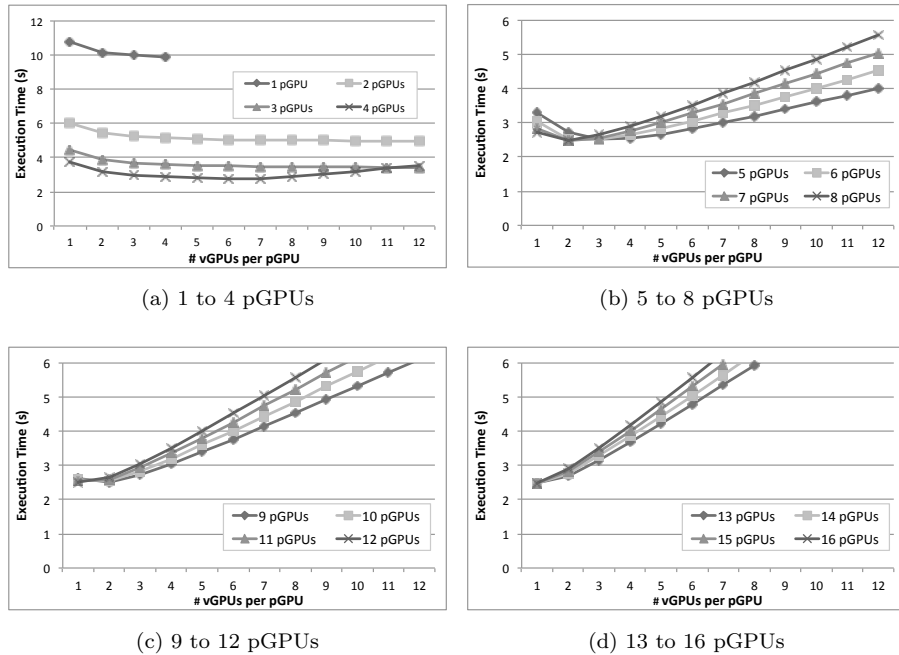 12
10
8
6
4
2
0
Execution Time (s)
1 pGPU
2 pGPUs
3 pGPUs
4 pGPUs
1 2 3 4 5 6 7 8 9 10 11 12
# vGPUs per pGPU
(a) 1 to 4 pGPUs
6
5
4
3
2
1
0
Execution Time (s)
5 pGPUs
6 pGPUs
7 pGPUs
8 pGPUs
1 2 3 4 5 6 7 8 9 10 11 12
# vGPUs per pGPU
(b) 5 to 8 pGPUs
6
5
4
3
2
1
0
Execution Time (s)
9 pGPUs
10 pGPUs
11 pGPUs
12 pGPUs
1 2 3 4 5 6 7 8 9 10 11 12
# vGPUs per pGPU
(c) 9 to 12 pGPUs
6
5
4
3
2
1
0
Execution Time (s)
13 pGPUs
14 pGPUs
15 pGPUs
16 pGPUs
1 2 3 4 5 6 7 8 9 10 11 12
# vGPUs per pGPU
(d) 13 to 16 pGPUs